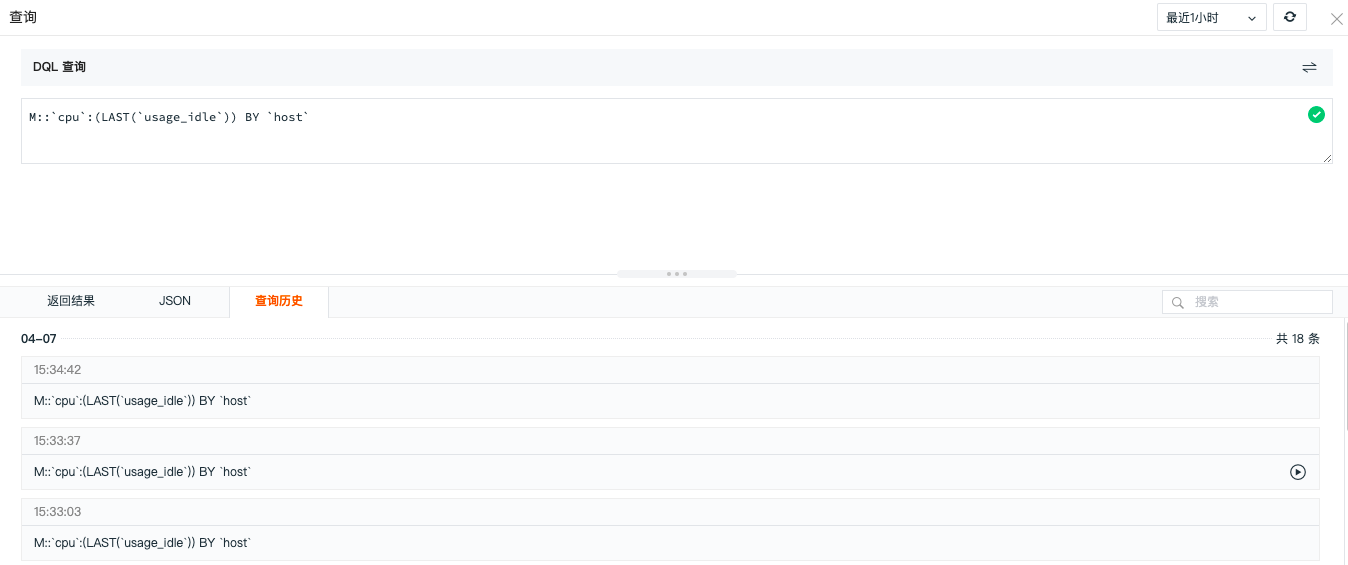 查询
最近1小时
DQL 查询
M::`cpu`:(LAST(`usage_idle`)) BY `host`
返回结果 JSON 查询历史 搜索
04-07 共 18 条
15:34:42
M::`cpu`:(LAST(`usage_idle`)) BY `host`
15:33:37
M::`cpu`:(LAST(`usage_idle`)) BY `host`
15:33:03
M::`cpu`:(LAST(`usage_idle`)) BY `host`